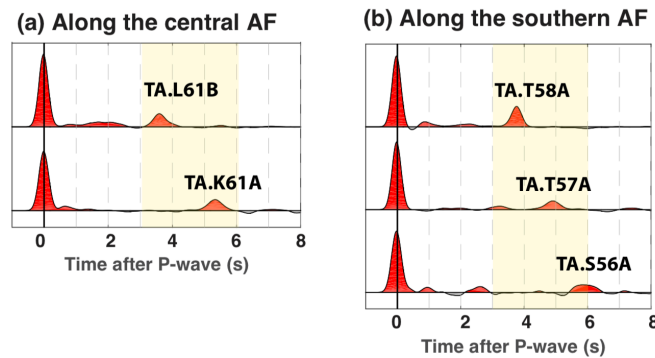 (a) Along the central AF
TA.L61B
TA.K61A
0 2 4 6 8
Time after P-wave (s)
(b) Along the southern AF
TA.T58A
TA.T57A
TA.S56A
0 2 4 6 8
Time after P-wave (s)